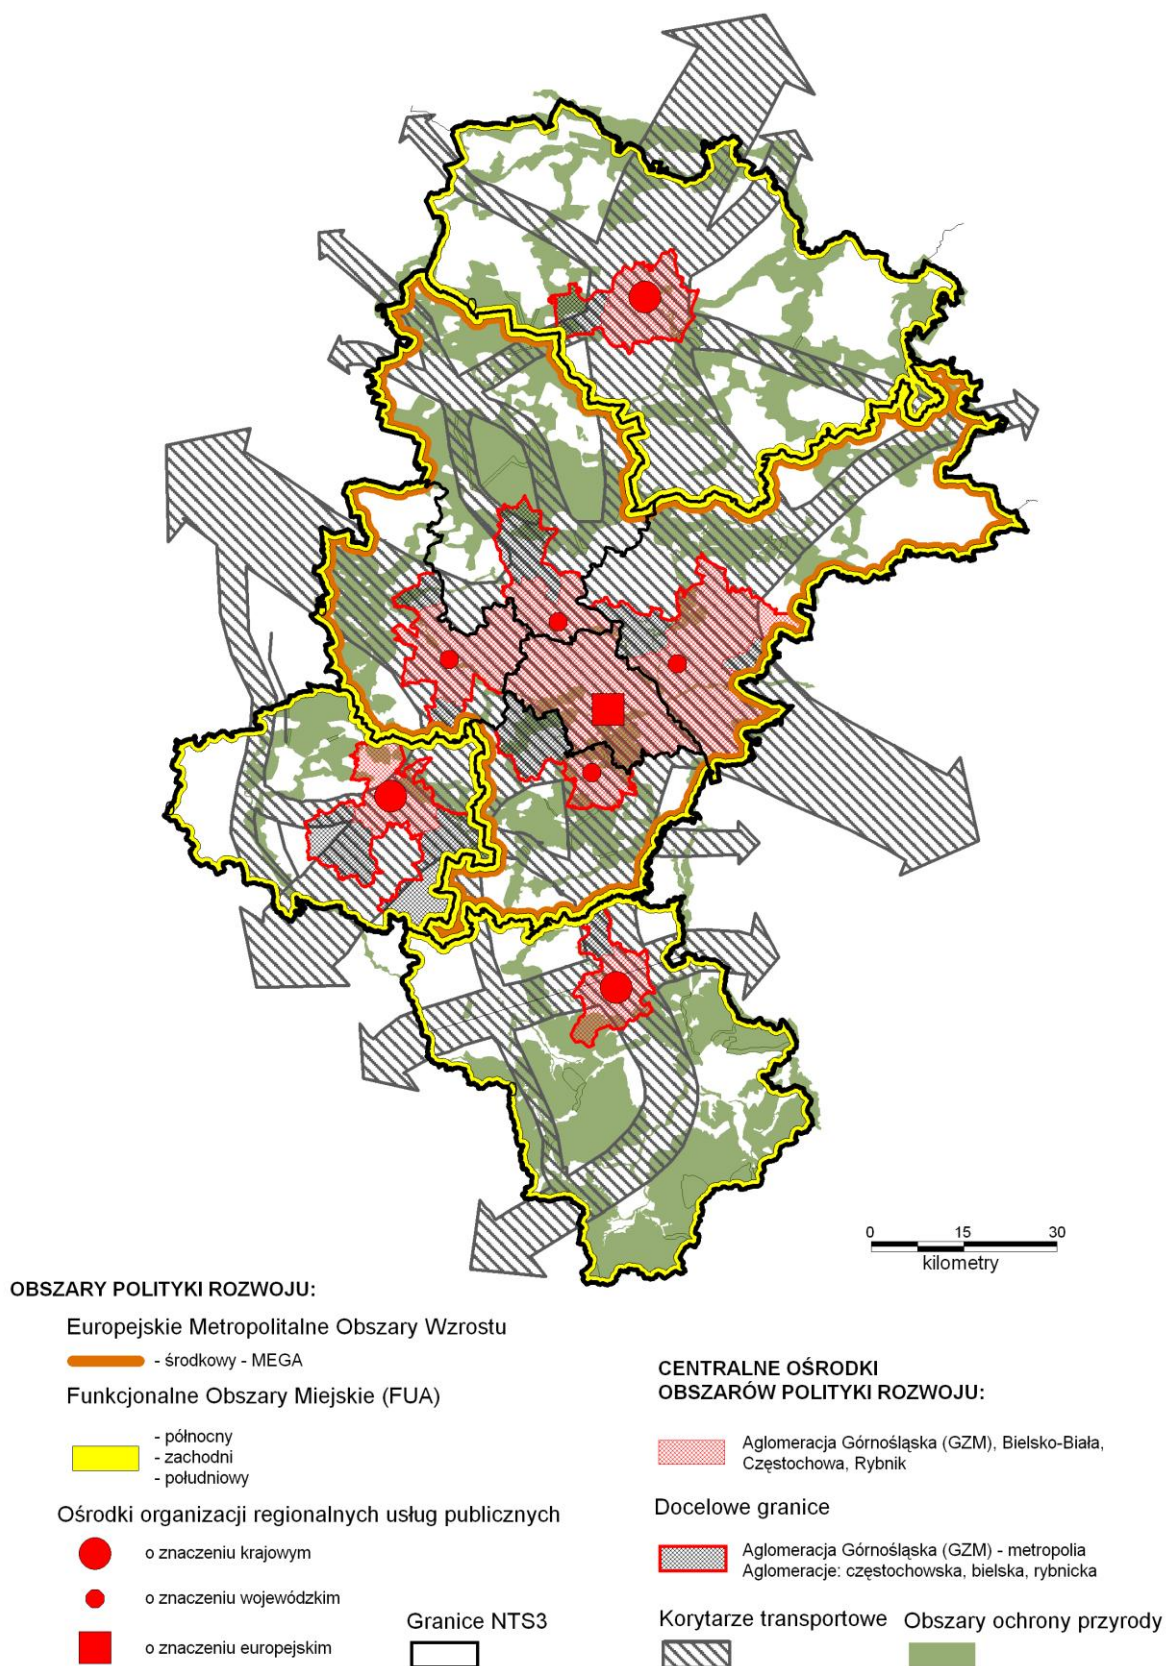 0 15 30
kilometry
OBSZARY POLITYKI ROZWOJU:
Europejskie Metropolitalne Obszary Wzrostu
- środkowy - MEGA
Funkcjonalne Obszary Miejskie (FUA)
- północny
- zachodni
- południowy
Ośrodki organizacji regionalnych usług publicznych
o znaczeniu krajowym
o znaczeniu wojewódzkim
o znaczeniu europejskim
Granice NTS3
CENTRALNE OŚRODKI
OBSZARÓW POLITYKI ROZWOJU:
Aglomeracja Górnośląska (GZM), Bielsko-Biała,
Częstochowa, Rybnik
Docelowe granice
Aglomeracja Górnośląska (GZM) - metropolia
Aglomeracje: częstochowska, bielska, rybnicka
Korytarze transportowe
Obszary ochrony przyrody